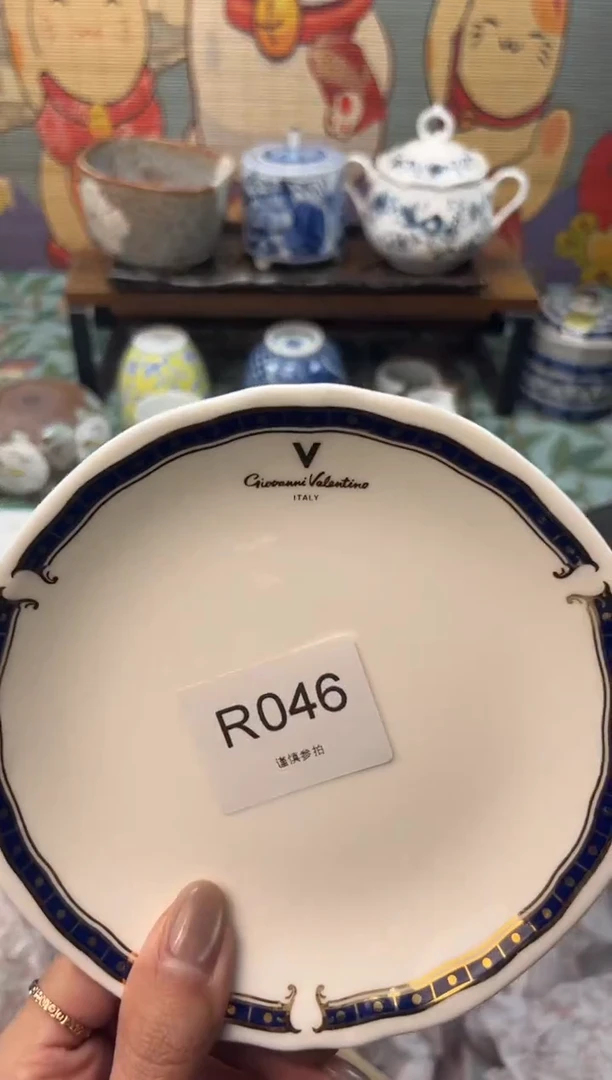 V
Giovanni Valentino
ITALY
R046
谨慎参拍